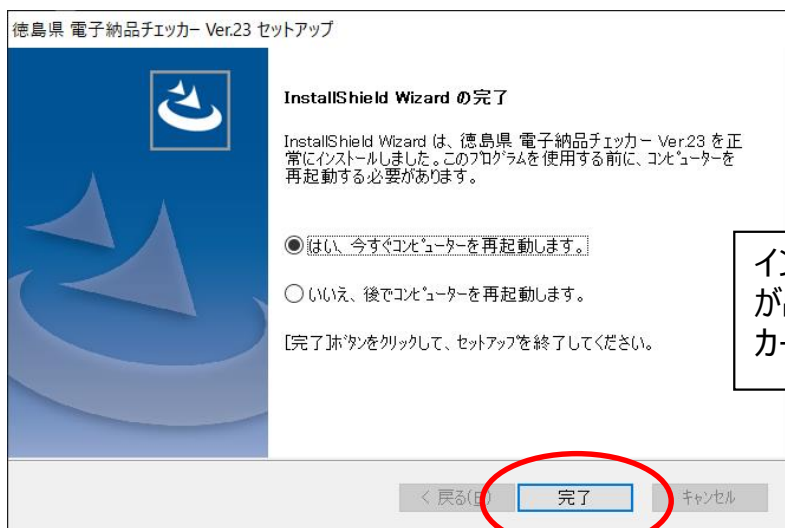 徳島県 電子納品チェッカー Ver.23 セットアップ
InstallShield Wizard の完了
InstallShield Wizard は、徳島県 電子納品チェッカー Ver.23 を正
常にインストールしました。このプログラムを使用する前に、コンピューターを
再起動する必要があります。
はい、今すぐコンピューターを再起動します。
いいえ、後でコンピューターを再起動します。
[完了]ボタンをクリックして、セットアップを終了してください。
イン
が
カー
< 戻る(B)
完了
キャンセル